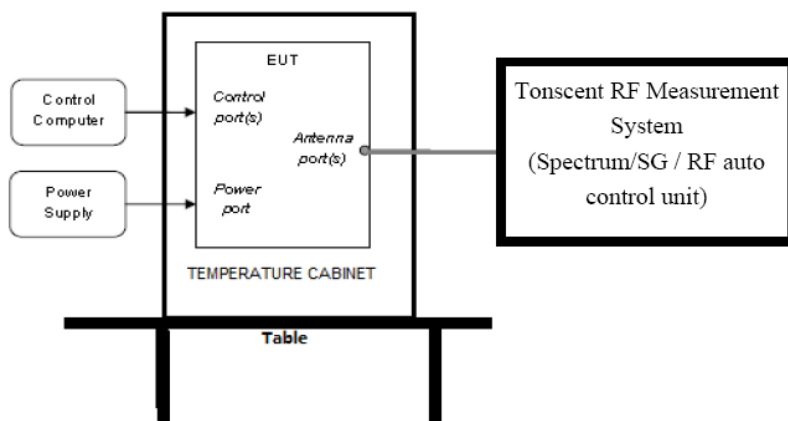 EUT
Control
Computer
Control
port(s)
Antenna
port(s)
Power
Supply
Power
port
TEMPERATURE CABINET
Table
Tonscent RF Measurement
System
(Spectrum/SG / RF auto
control unit)